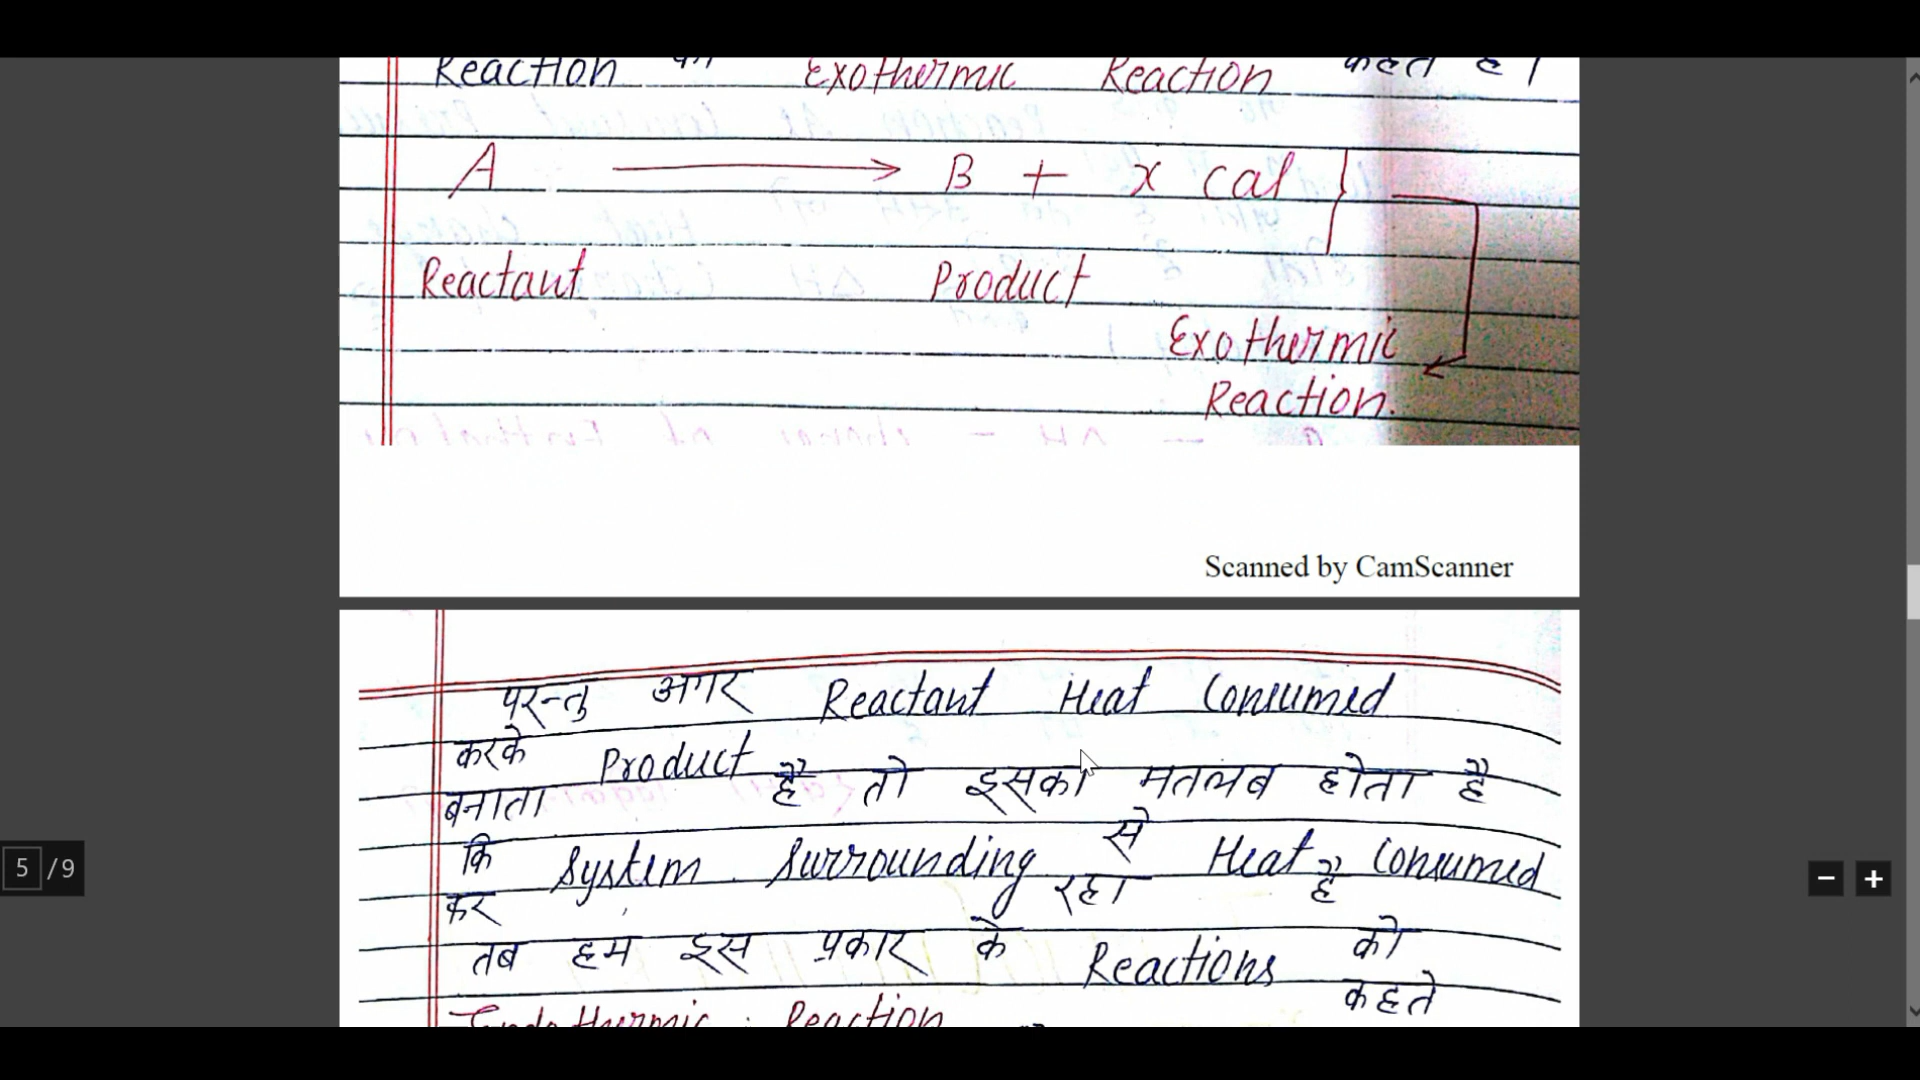 Reaction को Exothermic Reaction कहते है।
A → B + x cal
Reactant Product
Exothermic
Reaction.
Scanned by CamScanner
परन्तु अगर Reactant Heat Consumed
करके Product
बनाता है तो इसका मतलब होता है
कि System Surrounding से Heat Consumed
कर रहा है
तब हम इस प्रकार के Reactions को
कहते
Endothermic Reaction
5 /9